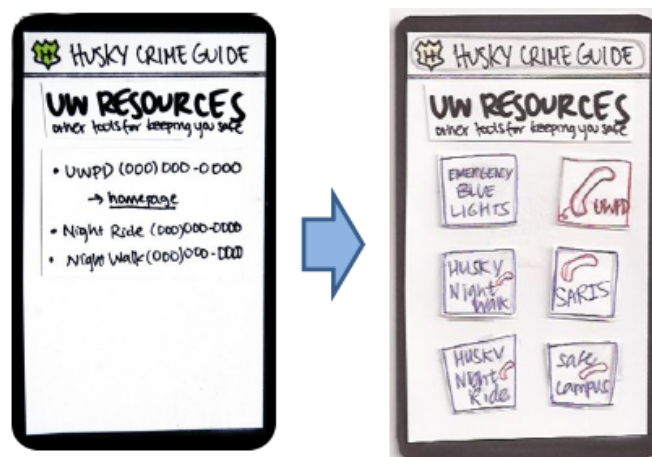 H HUSKY CRIME GUIDE
UW RESOURCES
other tools for keeping you safe
• UWPD (000) 000-0000
→ homepage
• Night Ride (000)000-0000
• Night Walk (000)000-0000
H HUSKY CRIME GUIDE
UW RESOURCES
other tools for keeping you safe
EMERGENCY
BLUE
LIGHTS
UWPD
HUSKY
Night
Walk
SARIS
HUSKY
Night
Ride
Safe
Campus